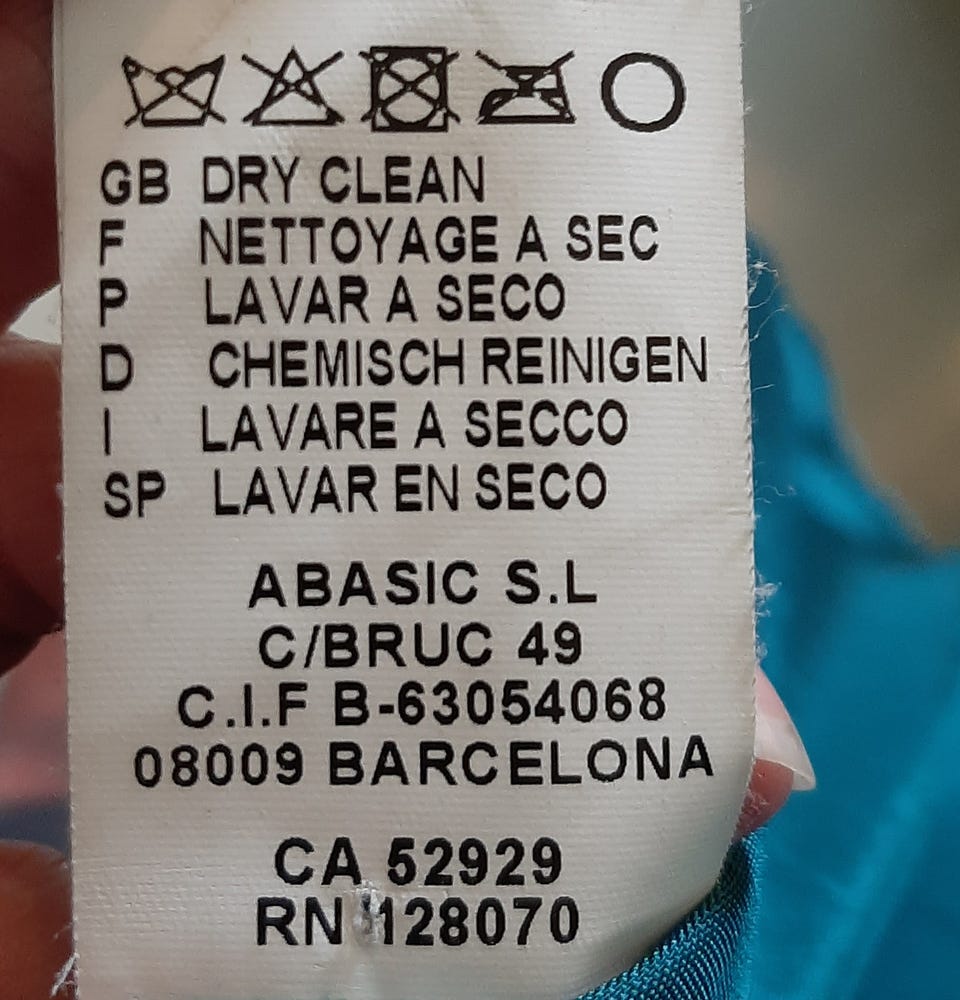 GB DRY CLEAN
F NETTOYAGE A SEC
P LAVAR A SECO
D CHEMISCH REINIGEN
I LAVARE A SECCO
SP LAVAR EN SECO
ABASIC S.L
C/BRUC 49
C.I.F B-63054068
08009 BARCELONA
CA 52929
RN 128070